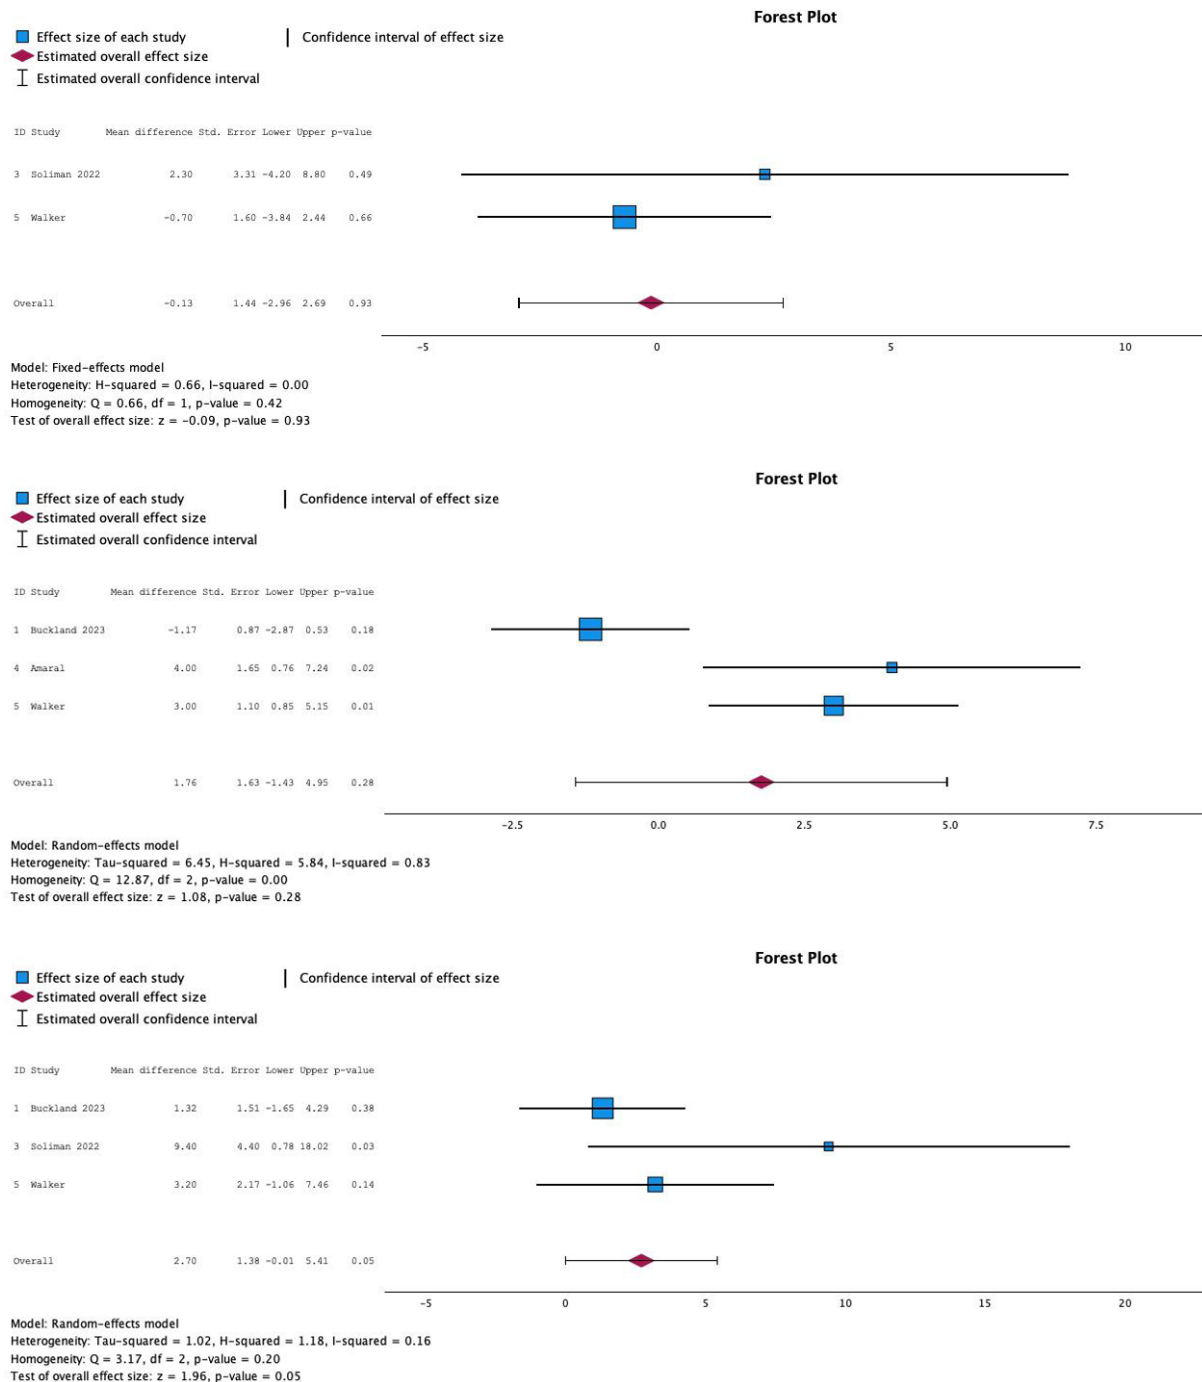 Forest Plot
Effect size of each study Confidence interval of effect size
Estimated overall effect size
Estimated overall confidence interval
ID Study Mean difference Std. Error Lower Upper p-value
3 Soliman 2022 2.30 3.31 -4.20 8.80 0.49
5 Walker -0.70 1.60 -3.84 2.44 0.66
Overall -0.13 1.44 -2.96 2.69 0.93
-5 0 5 10
Model: Fixed-effects model
Heterogeneity: H-squared = 0.66, I-squared = 0.00
Homogeneity: Q = 0.66, df = 1, p-value = 0.42
Test of overall effect size: z = -0.09, p-value = 0.93
Forest Plot
Effect size of each study Confidence interval of effect size
Estimated overall effect size
Estimated overall confidence interval
ID Study Mean difference Std. Error Lower Upper p-value
1 Buckland 2023 -1.17 0.87 -2.87 0.53 0.18
4 Amaral 4.00 1.65 0.76 7.24 0.02
5 Walker 3.00 1.10 0.85 5.15 0.01
Overall 1.76 1.63 -1.43 4.95 0.28
-2.5 0.0 2.5 5.0 7.5
Model: Random-effects model
Heterogeneity: Tau-squared = 6.45, H-squared = 5.84, I-squared = 0.83
Homogeneity: Q = 12.87, df = 2, p-value = 0.00
Test of overall effect size: z = 1.08, p-value = 0.28
Forest Plot
Effect size of each study Confidence interval of effect size
Estimated overall effect size
Estimated overall confidence interval
ID Study Mean difference Std. Error Lower Upper p-value
1 Buckland 2023 1.32 1.51 -1.65 4.29 0.38
3 Soliman 2022 9.40 4.40 0.78 18.02 0.03
5 Walker 3.20 2.17 -1.06 7.46 0.14
Overall 2.70 1.38 -0.01 5.41 0.05
-5 0 5 10 15 20
Model: Random-effects model
Heterogeneity: Tau-squared = 1.02, H-squared = 1.18, I-squared = 0.16
Homogeneity: Q = 3.17, df = 2, p-value = 0.20
Test of overall effect size: z = 1.96, p-value = 0.05